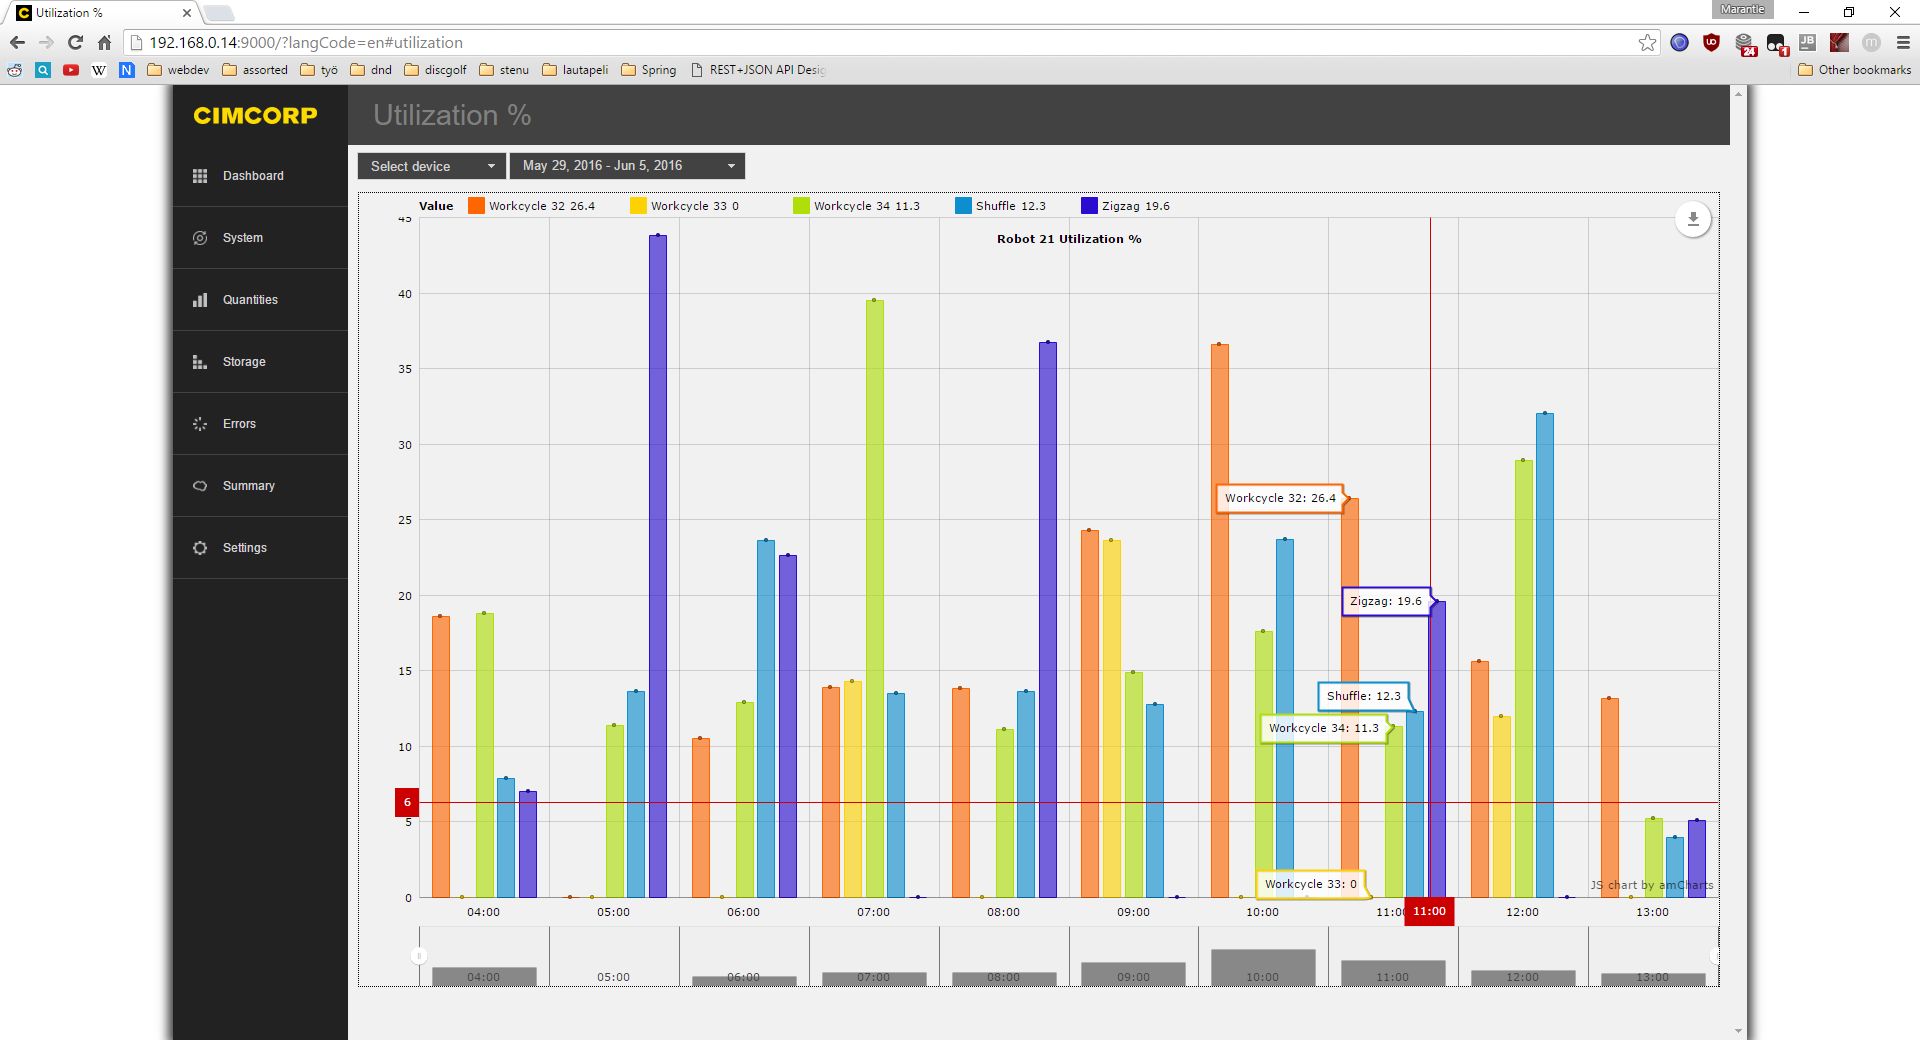 Utilization %
Marantle
192.168.0.14:9000/?langCode=en#utilization
24
JB
1
m
W
N
webdev
assorted
työ
dnd
discgolf
stenu
lautapeli
Spring
REST+JSON API Desig
Other bookmarks
CIMCORP
Utilization %
Dashboard
System
Quantities
Storage
Errors
Summary
Settings
Select device
May 29, 2016 - Jun 5, 2016
Value
Workcycle 32 26.4
Workcycle 33 0
Workcycle 34 11.3
Shuffle 12.3
Zigzag 19.6
Robot 21 Utilization %
45
40
35
30
25
20
15
10
6
5
0
Workcycle 32: 26.4
Zigzag: 19.6
Shuffle: 12.3
Workcycle 34: 11.3
Workcycle 33: 0
JS chart by amCharts
04:00
05:00
06:00
07:00
08:00
09:00
10:00
11:00
11:00
12:00
13:00
04:00
05:00
06:00
07:00
08:00
09:00
10:00
11:00
12:00
13:00